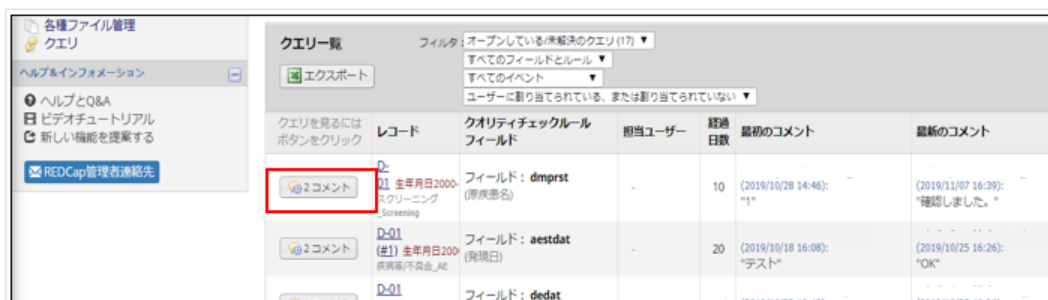 各種ファイル管理
クエリ
ヘルプ&インフォメーション
ヘルプとQ&A
ビデオチュートリアル
新しい機能を提案する
REDCap管理者連絡先
クエリ一覧
フィルタ:
オープンしている/未解決のクエリ (17) ▼
すべてのフィールドとルール ▼
すべてのイベント ▼
ユーザーに割り当てられている、または割り当てられていない ▼
エクスポート
クエリを見るには
ボタンをクリック
レコード
クオリティチェックルール
フィールド
担当ユーザー
経過
日数
最初のコメント
最新のコメント
2コメント
D-
01 生年月日2000-
スクリーニング
_Screening
フィールド: dmprst
(原疾患名)
-
10
(2019/10/28 14:46):
"1"
(2019/11/07 16:39):
"確認しました。"
2コメント
D-01
(#1) 生年月日200
疾病等/不具合_AE
フィールド: aestdat
(発現日)
-
20
(2019/10/18 16:08):
"テスト"
(2019/10/25 16:26):
"OK"
D-01
フィールド: dedat